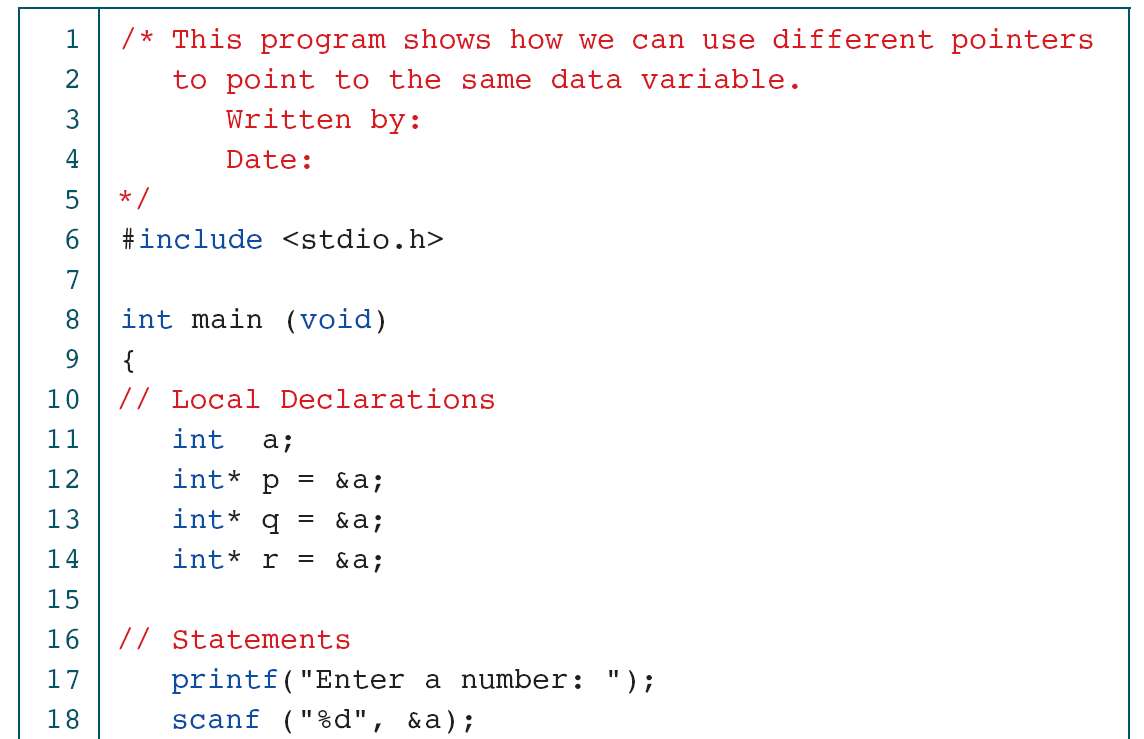 1 /* This program shows how we can use different pointers
2 to point to the same data variable.
3 Written by:
4 Date:
5 */
6 #include <stdio.h>
7
8 int main (void)
9 {
10 // Local Declarations
11 int  a;
12 int* p = &a;
13 int* q = &a;
14 int* r = &a;
15
16 // Statements
17 printf("Enter a number: ");
18 scanf ("%d", &a);